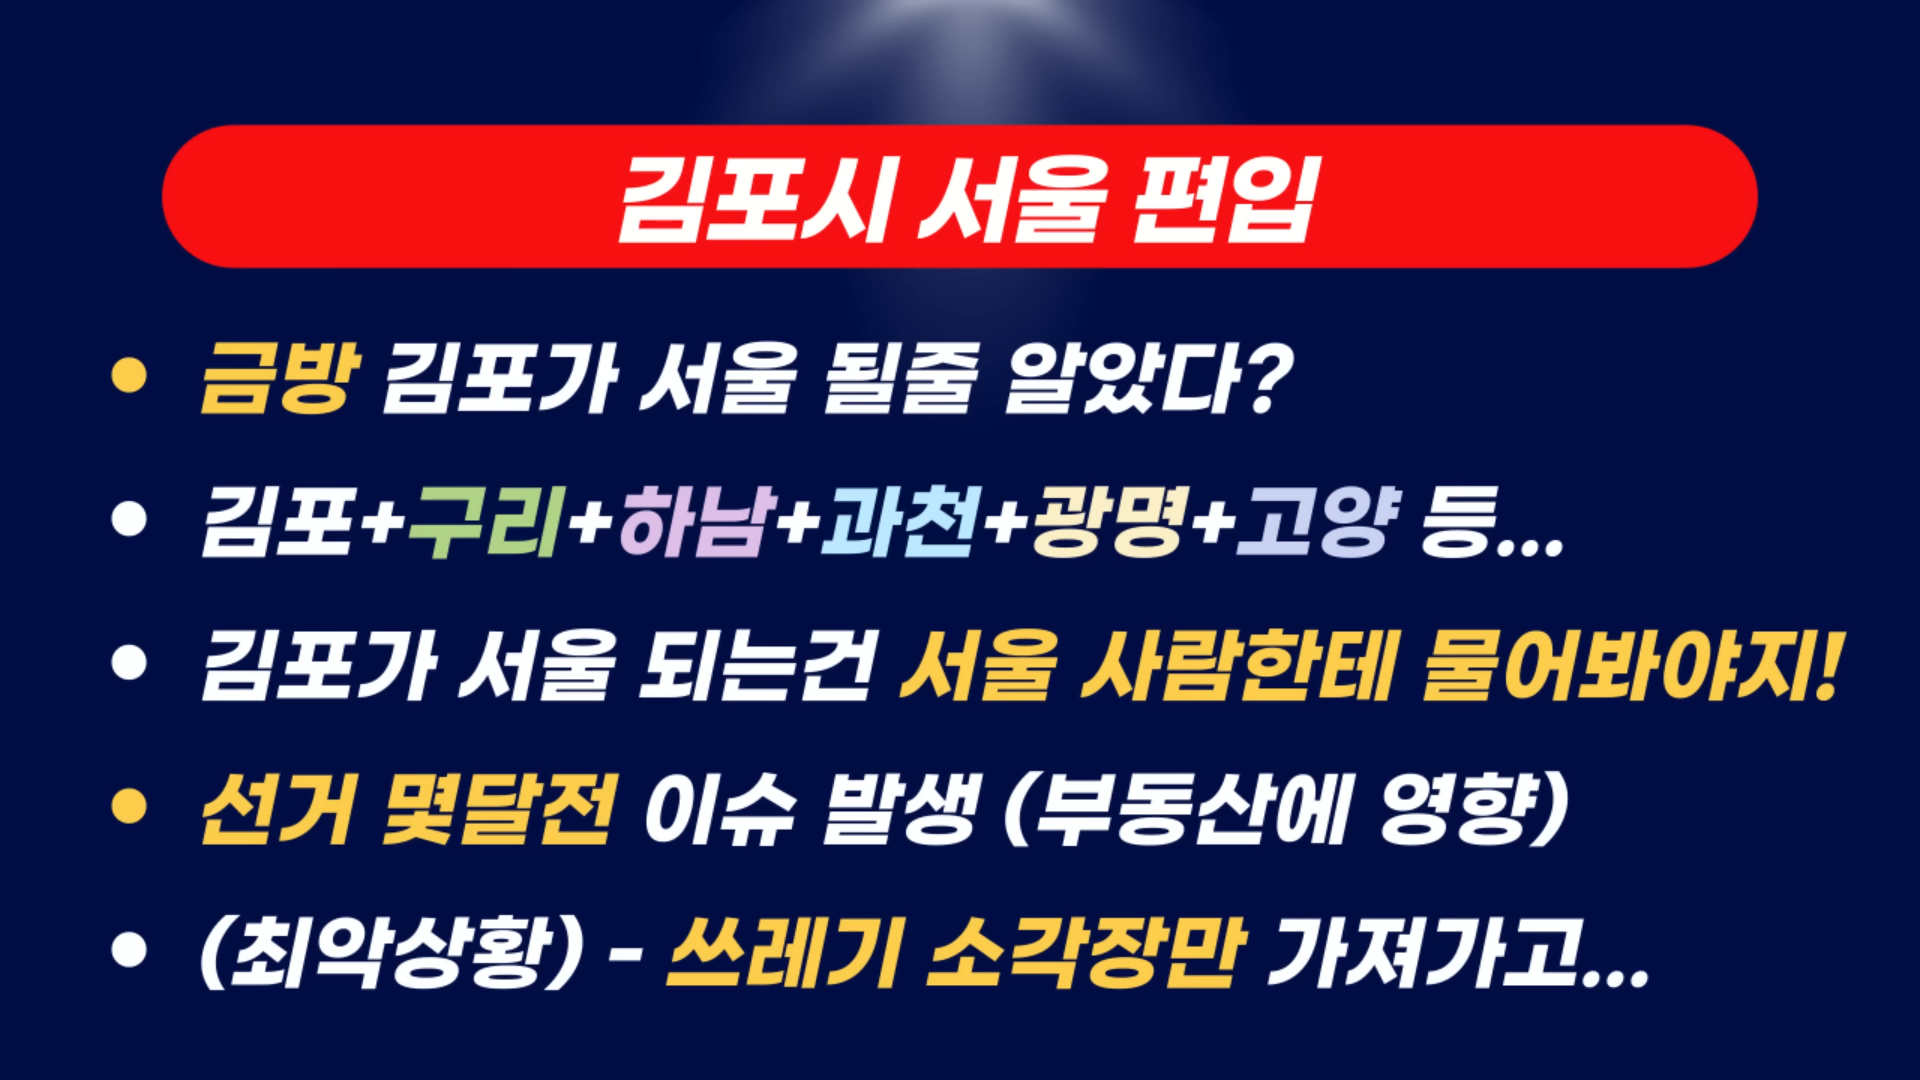 김포시 서울 편입
• 금방 김포가 서울 될줄 알았다?
• 김포+구리+하남+과천+광명+고양 등...
• 김포가 서울 되는건 서울 사람한테 물어봐야지!
• 선거 몇달전 이슈 발생 (부동산에 영향)
• (최악상황) - 쓰레기 소각장만 가져가고...